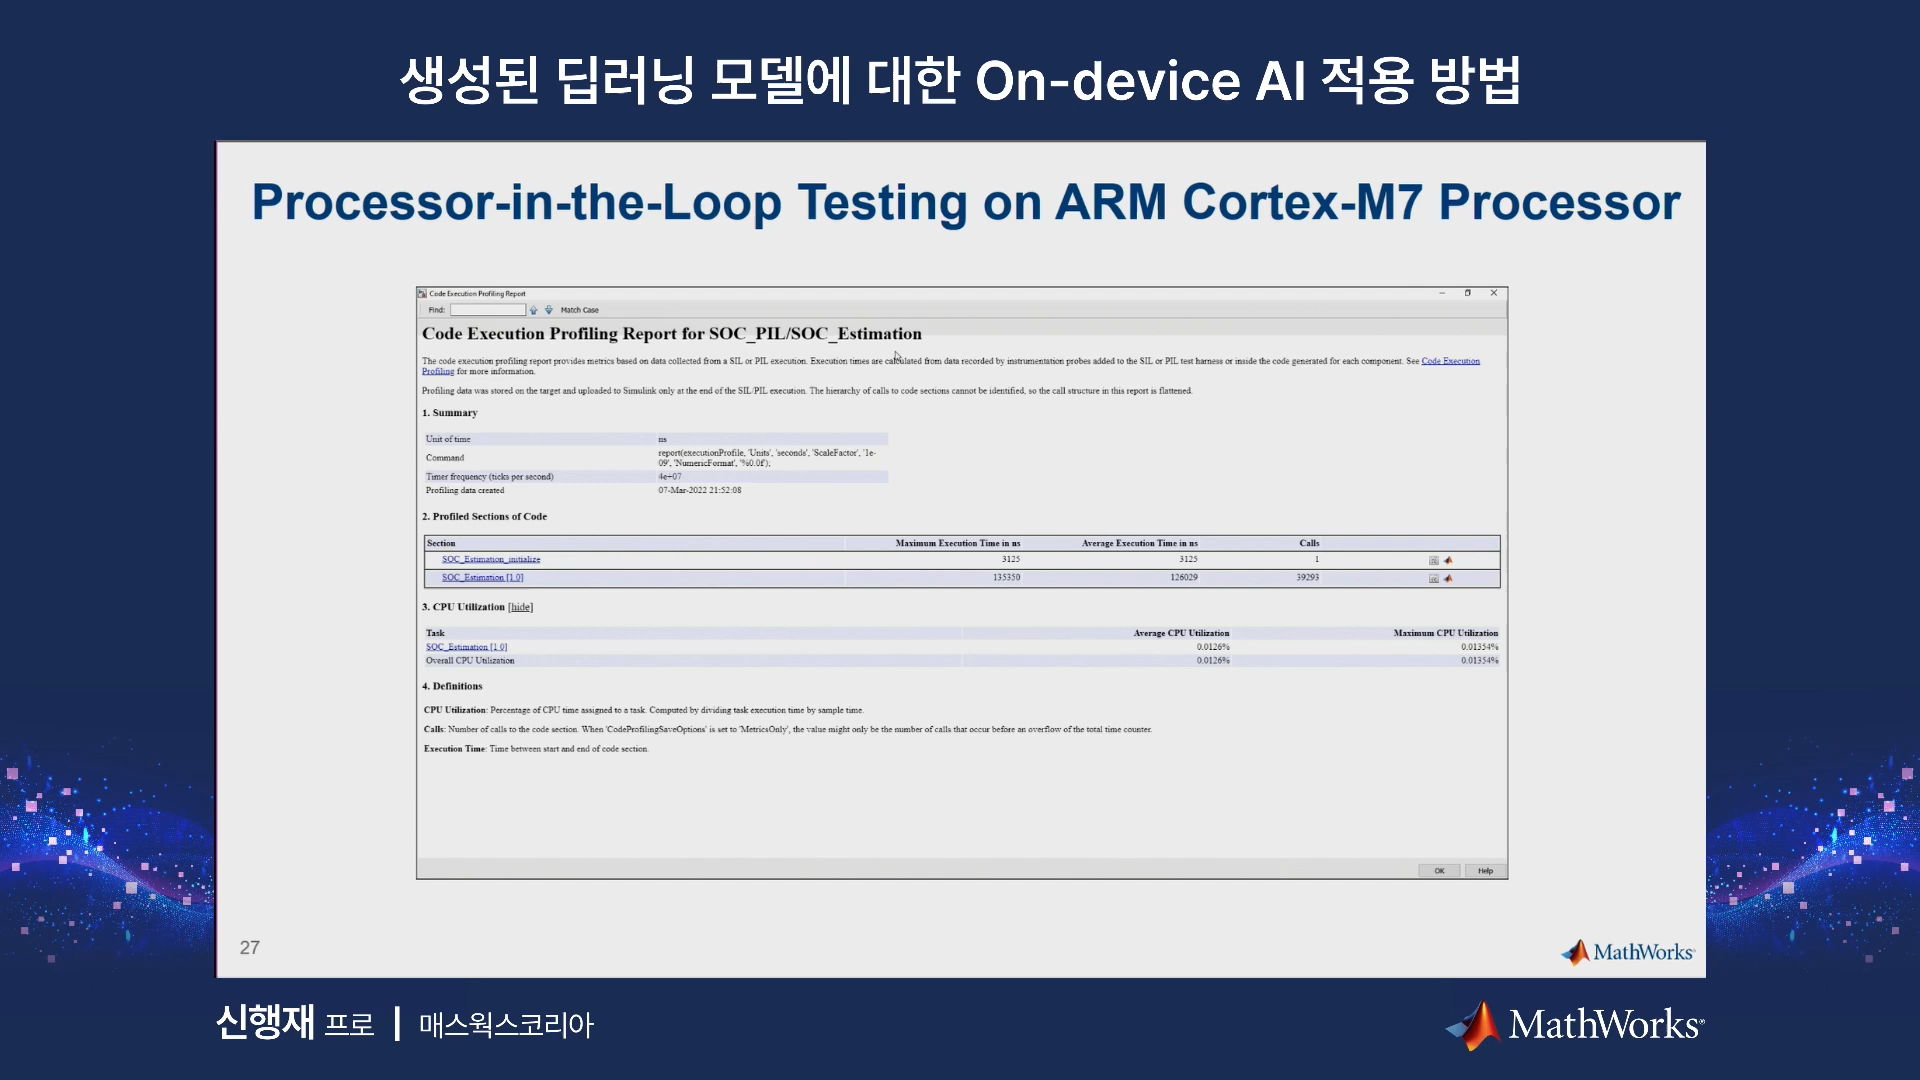 생성된 딥러닝 모델에 대한 On-device AI 적용 방법
Processor-in-the-Loop Testing on ARM Cortex-M7 Processor
Code Execution Profiling Report
Find: Match Case
Code Execution Profiling Report for SOC_PIL/SOC_Estimation
The code execution profiling report provides metrics based on data collected from a SIL or PIL execution. Execution times are calculated from data recorded by instrumentation probes added to the SIL or PIL test harness or inside the code generated for each component. See Code Execution
Profiling for more information.
Profiling data was stored on the target and uploaded to Simulink only at the end of the SIL/PIL execution. The hierarchy of calls to code sections cannot be identified, so the call structure in this report is flattened.
1. Summary
Unit of time ns
Command report(executionProfile, 'Units', 'seconds', 'ScaleFactor', '1e-
09', 'NumericFormat', '%0.0f');
Timer frequency (ticks per second) 4e+07
Profiling data created 07-Mar-2022 21:52:08
2. Profiled Sections of Code
Section Maximum Execution Time in ns Average Execution Time in ns Calls
SOC_Estimation_initialize 3125 3125 1
SOC_Estimation [1 0] 135350 126029 39293
3. CPU Utilization [hide]
Task Average CPU Utilization Maximum CPU Utilization
SOC_Estimation [1 0] 0.0126% 0.01354%
Overall CPU Utilization 0.0126% 0.01354%
4. Definitions
CPU Utilization: Percentage of CPU time assigned to a task. Computed by dividing task execution time by sample time.
Calls: Number of calls to the code section. When 'CodeProfilingSaveOptions' is set to 'MetricsOnly', the value might only be the number of calls that occur before an overflow of the total time counter.
Execution Time: Time between start and end of code section.
OK Help
27
MathWorks
신행재 프로 | 매스웍스코리아
MathWorks